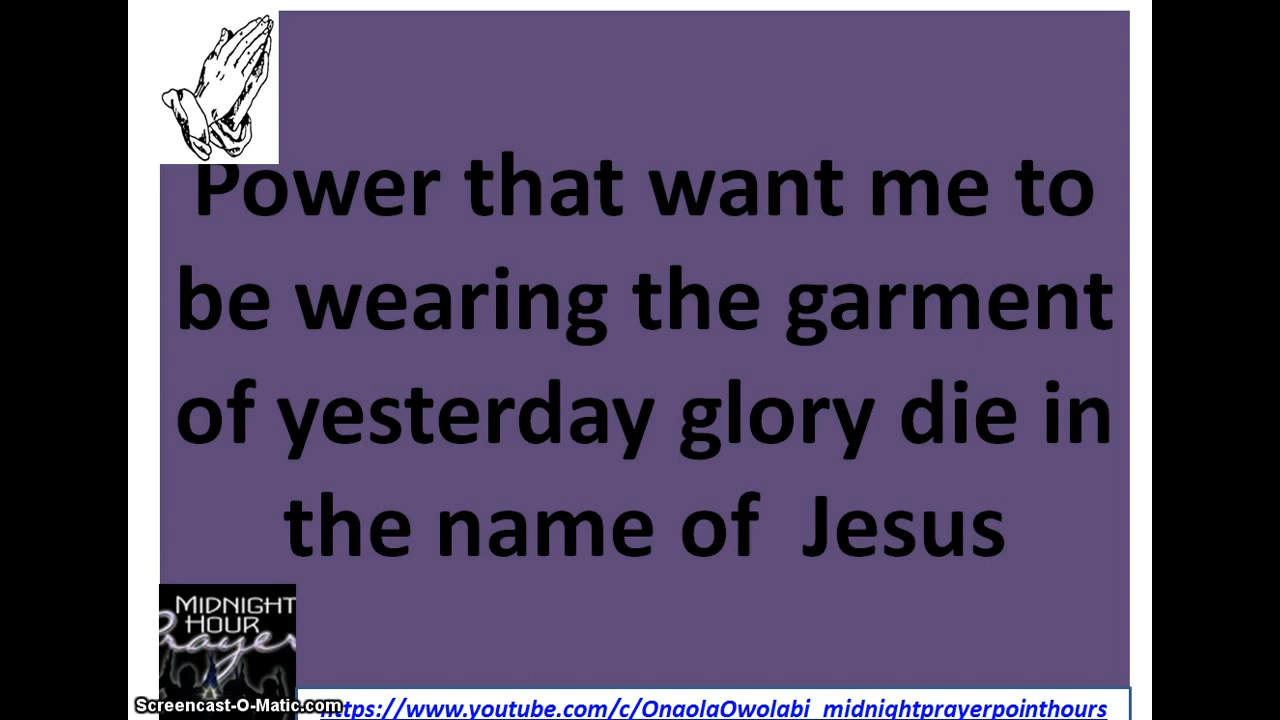 Power that want me to
be wearing the garment
of yesterday glory die in
the name of  Jesus
MIDNIGHT
HOUR
Prayer
Screencast-O-Matic.com
https://www.youtube.com/c/OnaolaOwolabi_midnightprayerpointhours